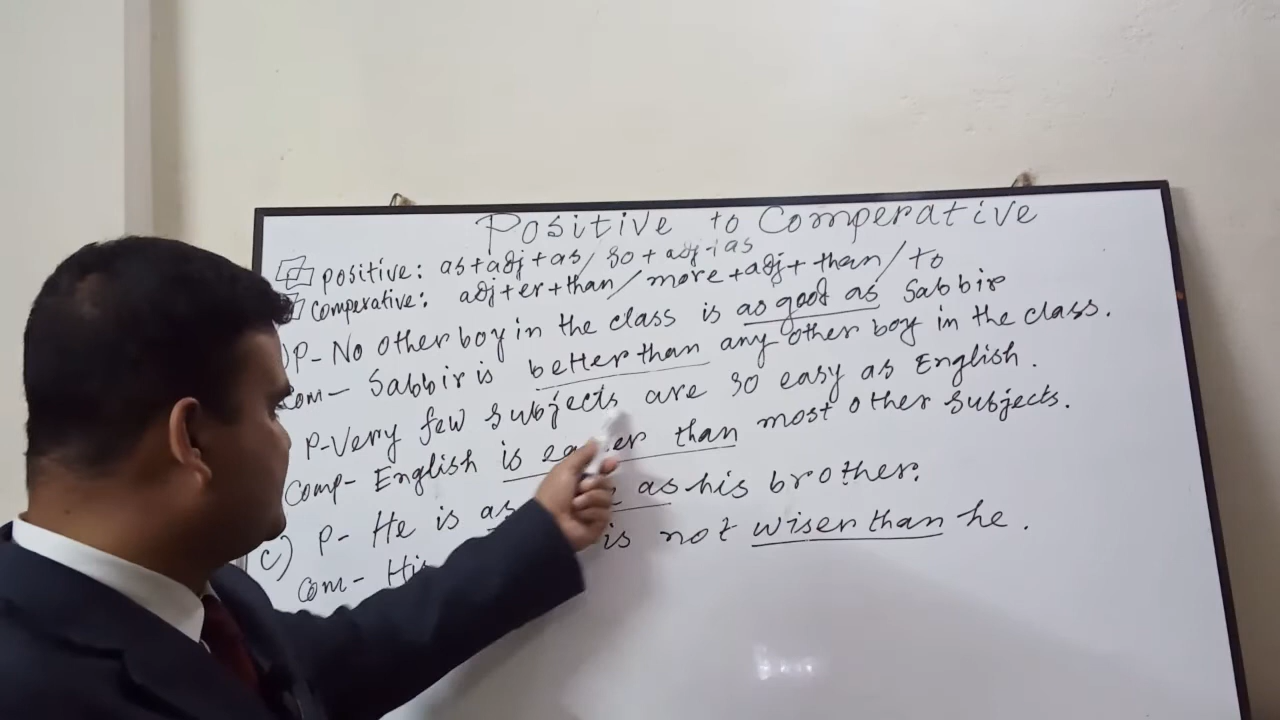 Positive to Comperative
positive: as+adj+as/ so+adj+as
Comperative: adj+er+than/more+adj+than/to
) P- No other boy in the class is as good as Sabbir
Com- Sabbir is better than any other boy in the class.
P- Very few subjects are so easy as English.
Comp- English is than most other subjects.
C) P- He is as as his brother.
Com- is not wiser than he.